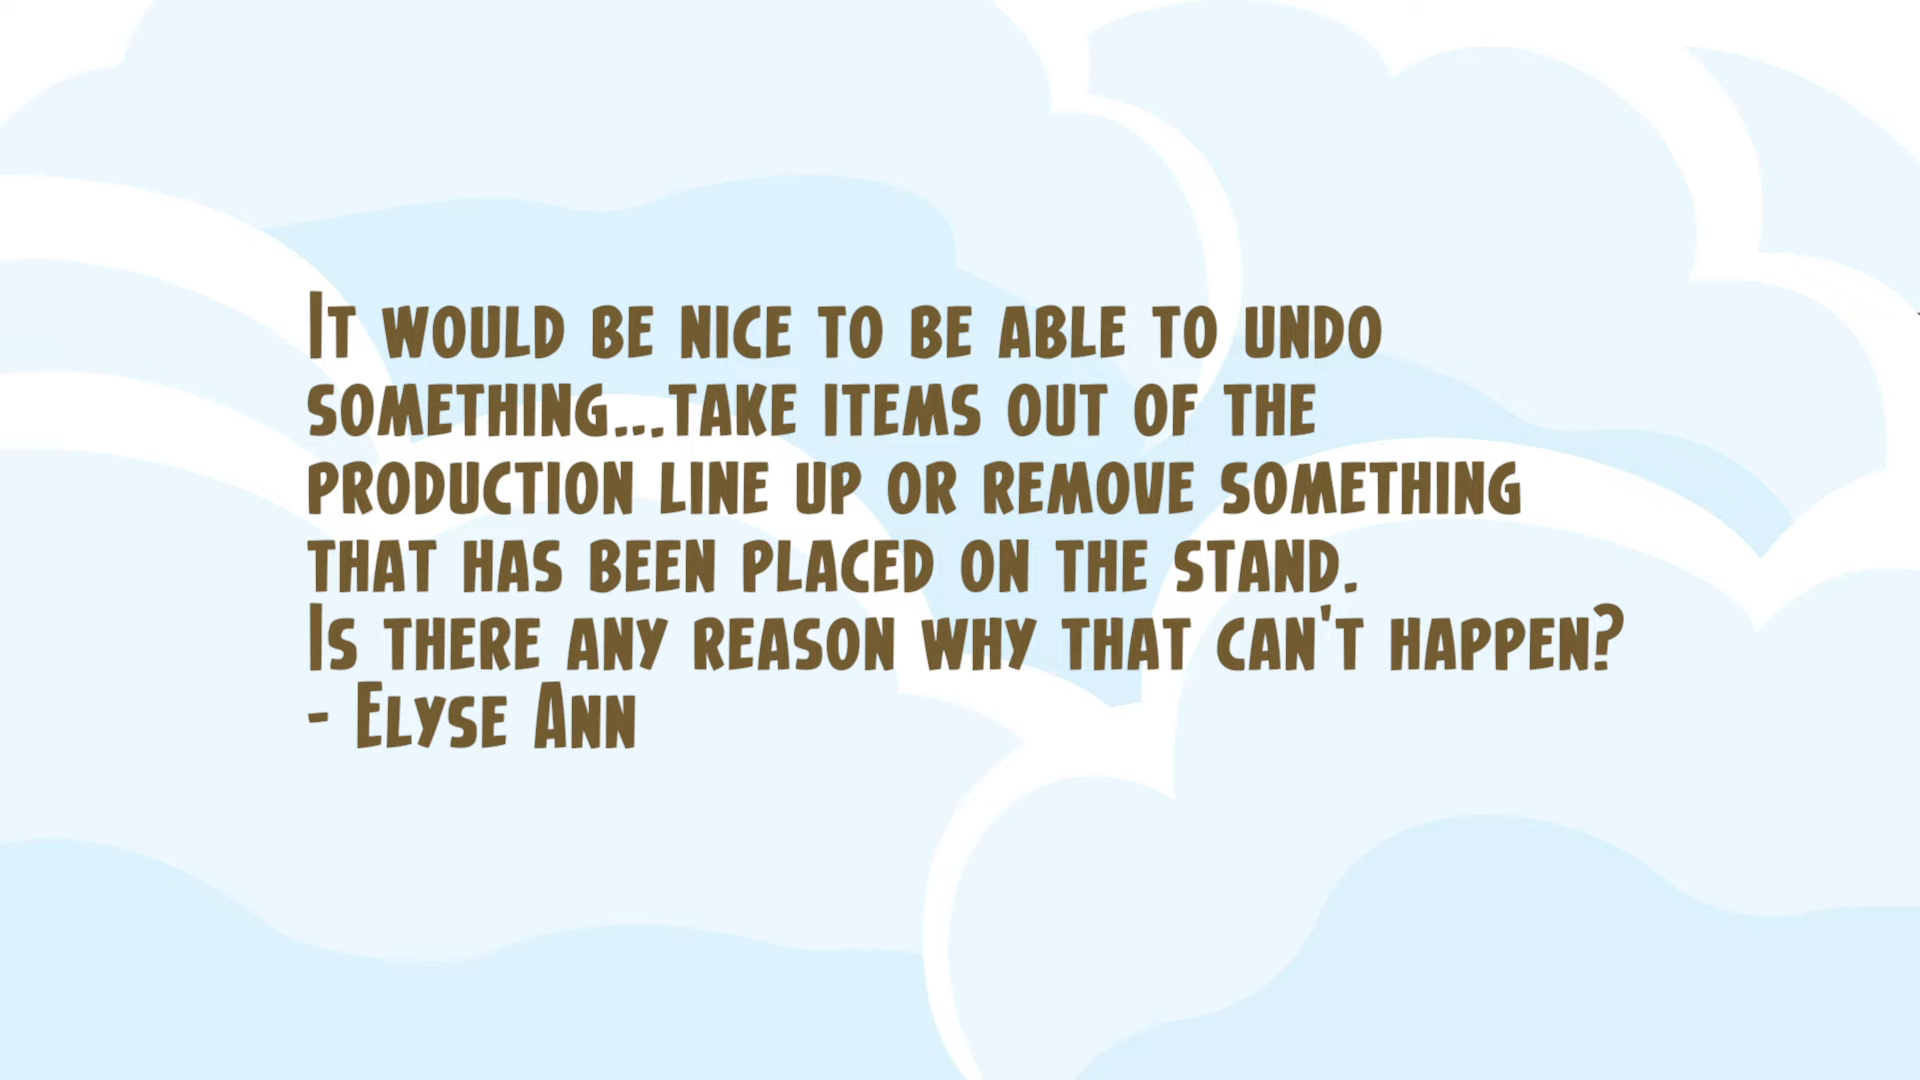 It would be nice to be able to undo
something...take items out of the
production line up or remove something
that has been placed on the stand.
Is there any reason why that can't happen?
- Elyse Ann